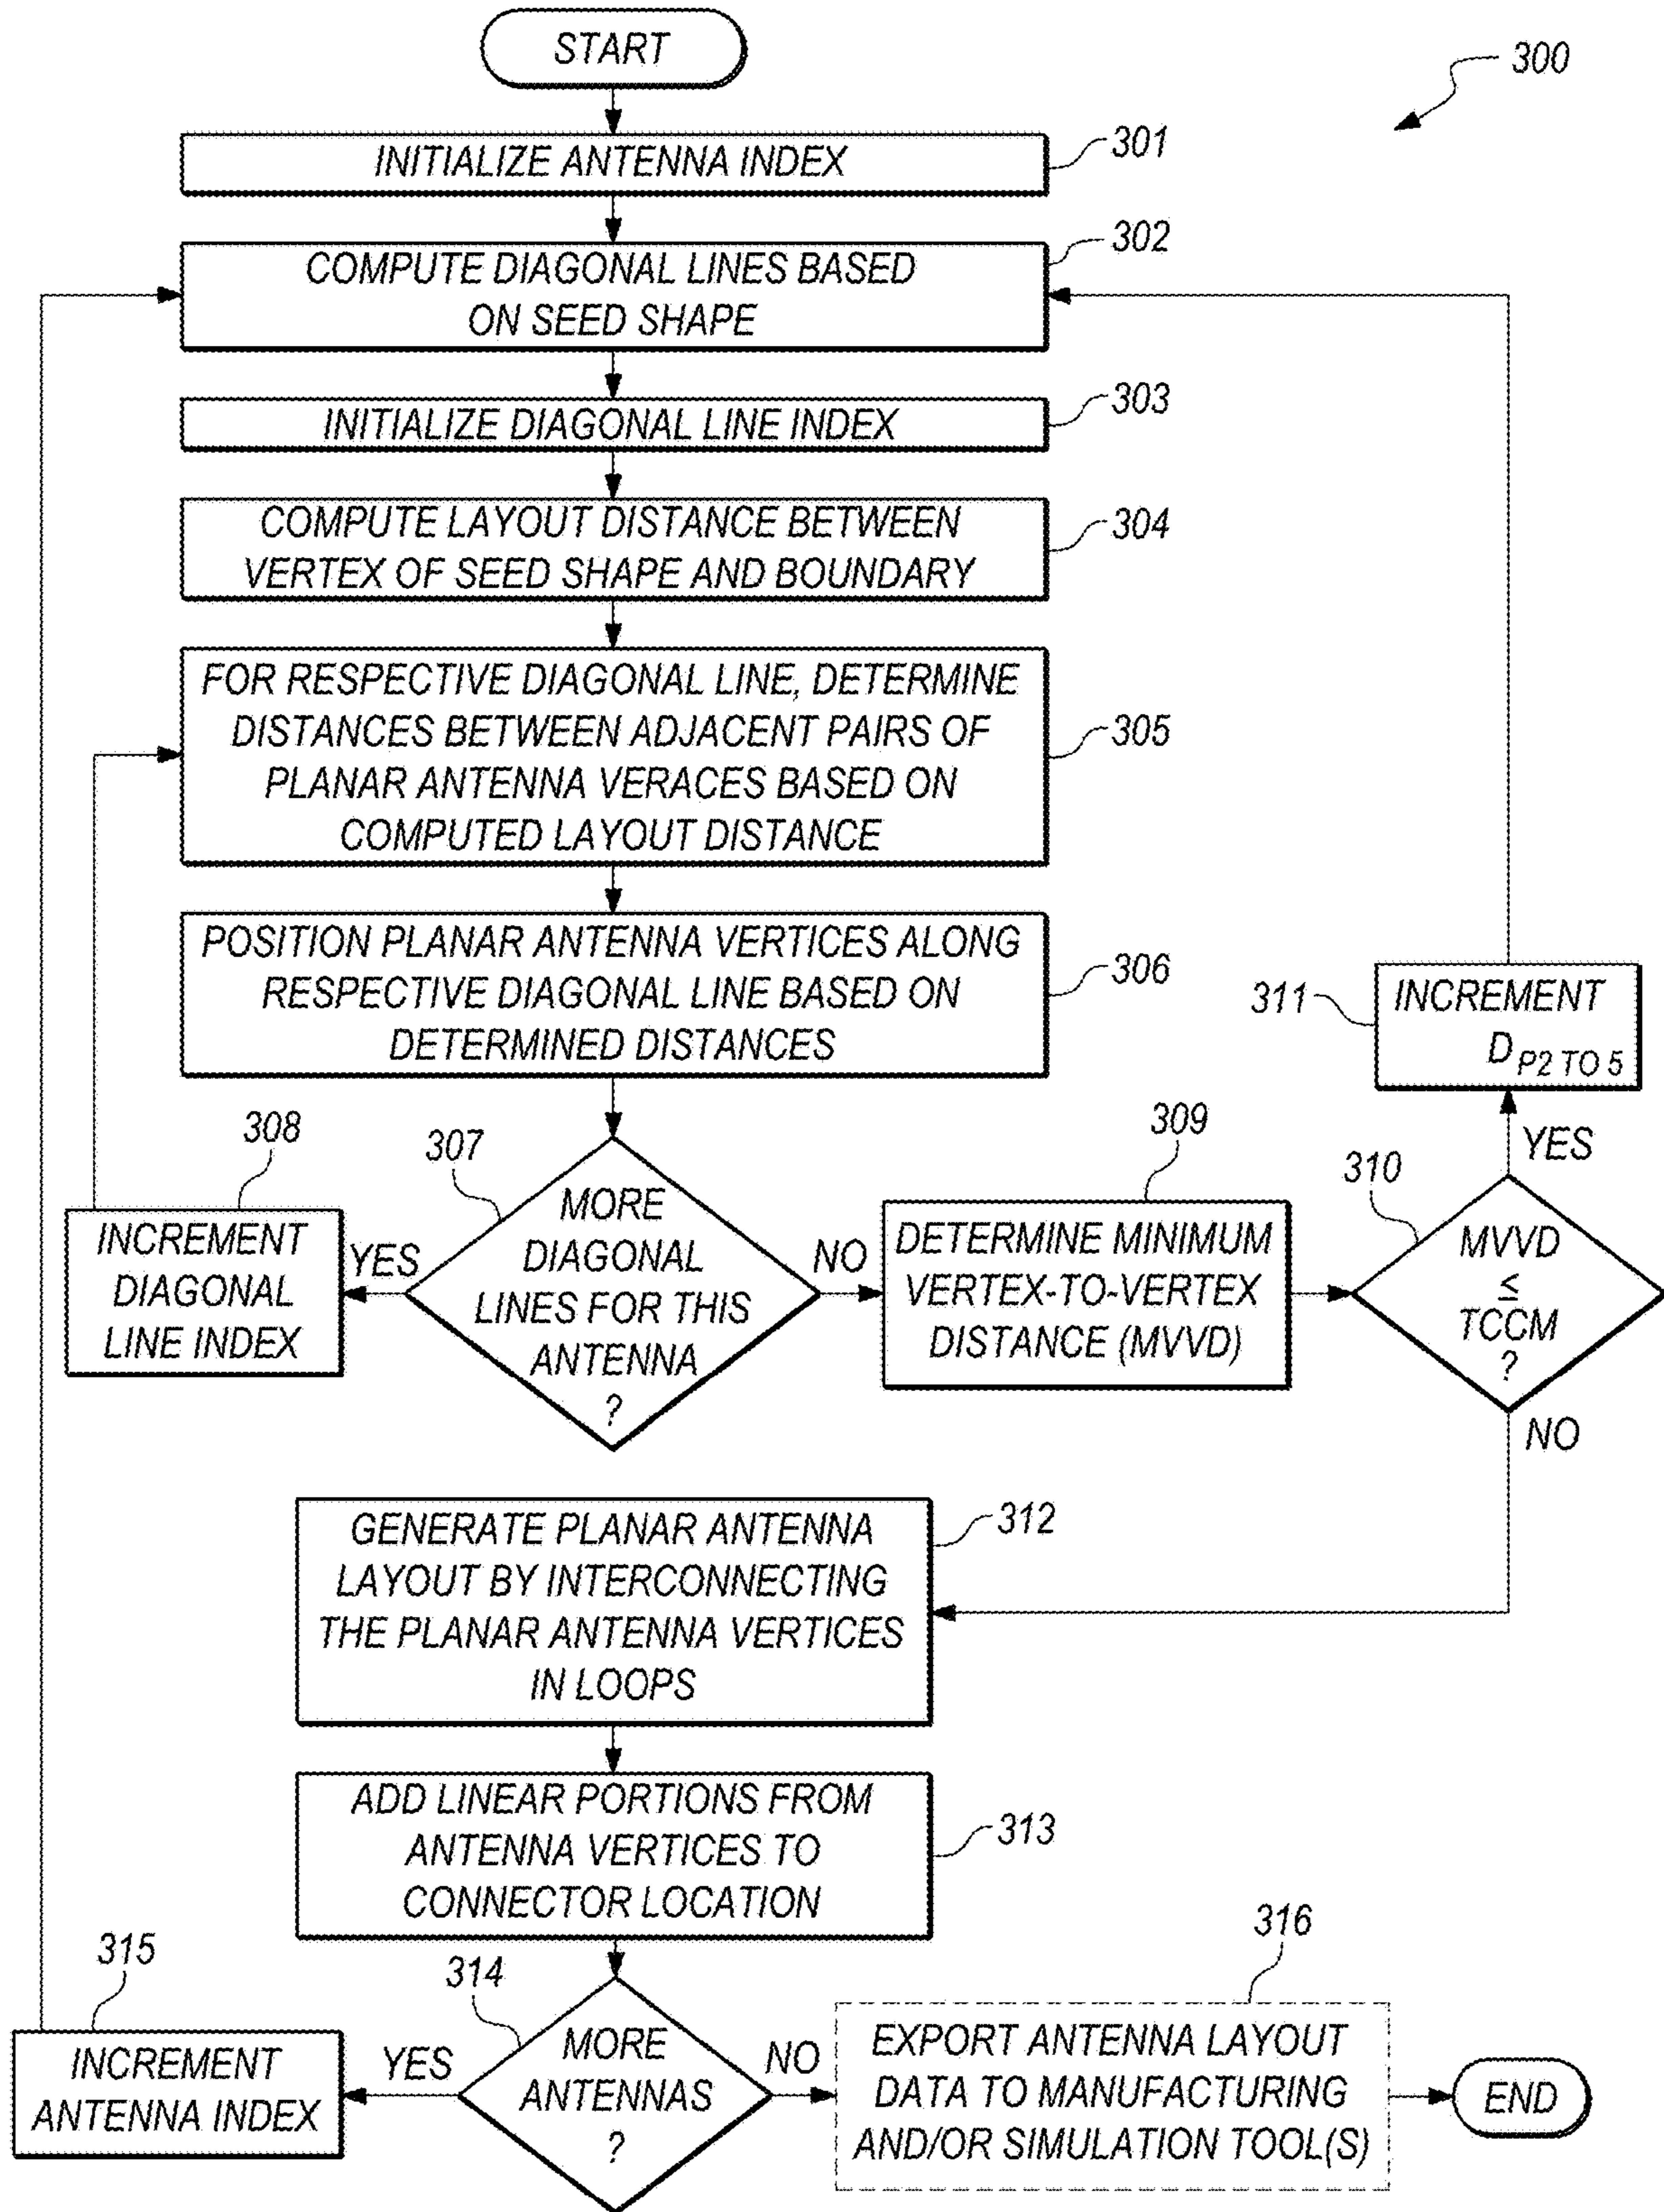 START
300
INITIALIZE ANTENNA INDEX
301
COMPUTE DIAGONAL LINES BASED
ON SEED SHAPE
302
INITIALIZE DIAGONAL LINE INDEX
303
COMPUTE LAYOUT DISTANCE BETWEEN
VERTEX OF SEED SHAPE AND BOUNDARY
304
FOR RESPECTIVE DIAGONAL LINE, DETERMINE
DISTANCES BETWEEN ADJACENT PAIRS OF
PLANAR ANTENNA VERACES BASED ON
COMPUTED LAYOUT DISTANCE
305
POSITION PLANAR ANTENNA VERTICES ALONG
RESPECTIVE DIAGONAL LINE BASED ON
DETERMINED DISTANCES
306
311
INCREMENT
D P2 TO 5
308
INCREMENT
DIAGONAL
LINE INDEX
YES
307
MORE
DIAGONAL
LINES FOR THIS
ANTENNA
?
NO
309
DETERMINE MINIMUM
VERTEX-TO-VERTEX
DISTANCE (MVVD)
310
YES
MVVD
≤
TCCM
?
NO
GENERATE PLANAR ANTENNA
LAYOUT BY INTERCONNECTING
THE PLANAR ANTENNA VERTICES
IN LOOPS
312
ADD LINEAR PORTIONS FROM
ANTENNA VERTICES TO
CONNECTOR LOCATION
313
315
INCREMENT
ANTENNA INDEX
YES
314
MORE
ANTENNAS
?
NO
316
EXPORT ANTENNA LAYOUT
DATA TO MANUFACTURING
AND/OR SIMULATION TOOL(S)
END